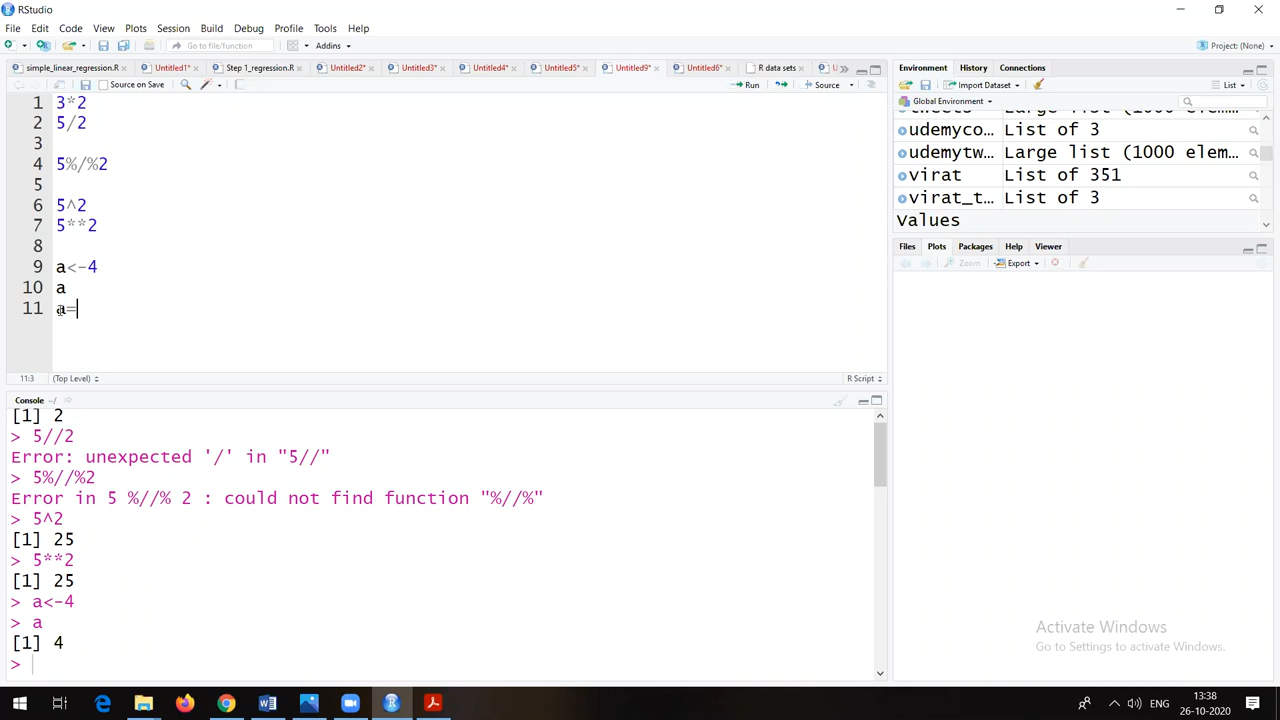 RStudio
File Edit Code View Plots Session Build Debug Profile Tools Help
Go to file/function Addins Project: (None)
simple_linear_regression.R Untitled1* Step 1_regression.R Untitled2* Untitled3* Untitled4* Untitled5* Untitled9* Untitled6* R data sets
Source on Save Run Source
1 3*2
2 5/2
3
4 5%/%2
5
6 5^2
7 5**2
8
9 a<-4
10 a
11 a=
11:3 (Top Level) R Script
Console ~/
[1] 2
> 5//2
Error: unexpected '/' in "5//"
> 5%//%2
Error in 5 %//% 2 : could not find function "%//%"
> 5^2
[1] 25
> 5**2
[1] 25
> a<-4
> a
[1] 4
>
Environment History Connections
Import Dataset List
Global Environment
udemyco... List of 3
udemytw... Large list (1000 elem...
virat List of 351
virat_t... List of 3
Values
Files Plots Packages Help Viewer
Zoom Export
Activate Windows
Go to Settings to activate Windows.
ENG
13:38
26-10-2020